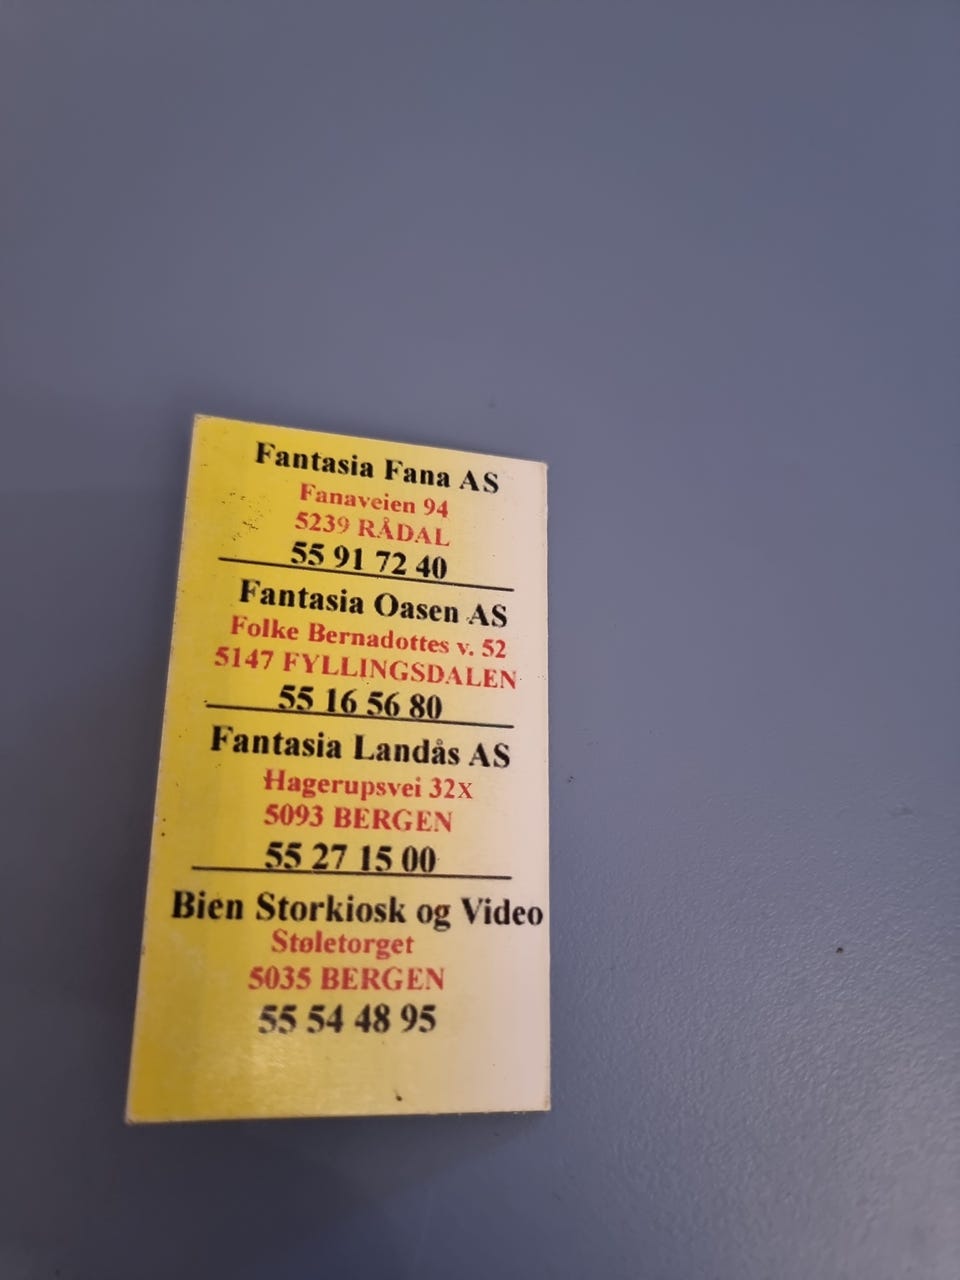 Fantasia Fana AS
Fanaveien 94
5239 RÅDAL
55 91 72 40
Fantasia Oasen AS
Folke Bernadottes v. 52
5147 FYLLINGSDALEN
55 16 56 80
Fantasia Landås AS
Hagerupsvei 32x
5093 BERGEN
55 27 15 00
Bien Storkiosk og Video
Støletorget
5035 BERGEN
55 54 48 95